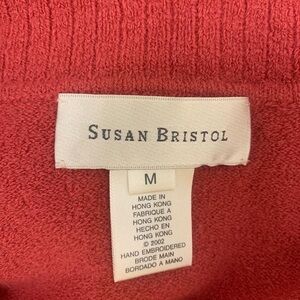 SUSAN BRISTOL
M
MADE IN
HONG KONG
FABRIQUE A
HONG KONG
HECHO EN
HONG KONG
© 2002
HAND EMBROIDERED
BRODE MAIN
BORDADO A MANO